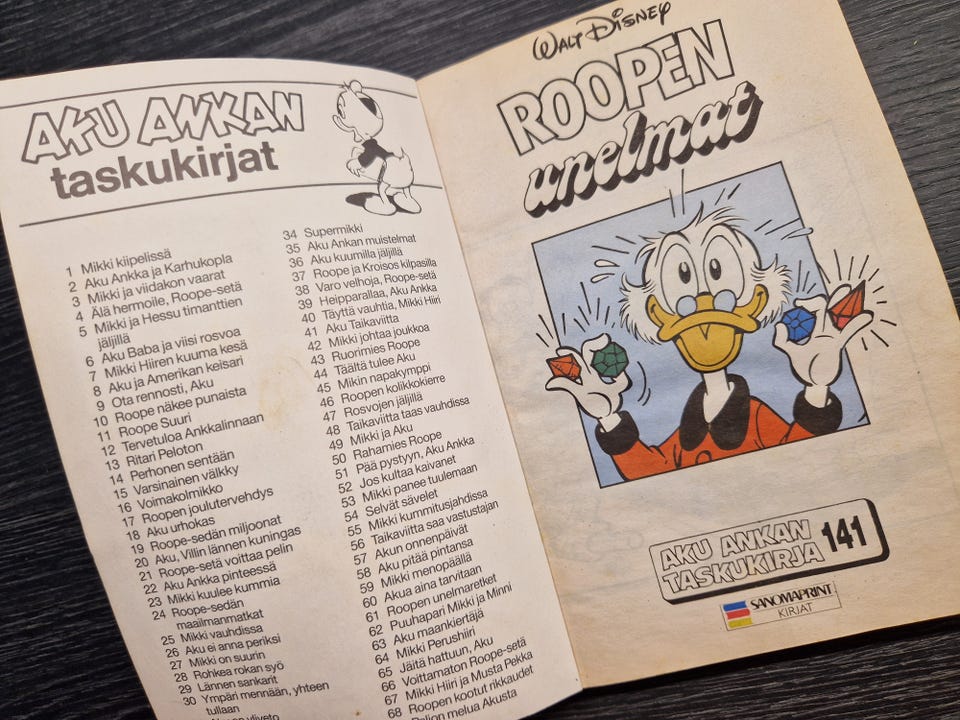 AKU ANKAN
taskukirjat
1 Mikki kiipelissä
2 Aku Ankka ja Karhukopla
3 Mikki ja viidakon vaarat
4 Älä hermoile, Roope-setä
5 Mikki ja Hessu timanttien
jäljillä
6 Aku Baba ja viisi rosvoa
7 Mikki Hiiren kuuma kesä
8 Aku ja Amerikan keisari
9 Ota rennosti, Aku
10 Roope näkee punaista
11 Roope Suuri
12 Tervetuloa Ankkalinnaan
13 Ritari Peloton
14 Perhonen sentään
15 Varsinainen välkky
16 Voimakolmikko
17 Roopen joulutervehdys
18 Aku urhokas
19 Roope-sedän miljoonat
20 Aku, Villin lännen kuningas
21 Roope-setä voittaa pelin
22 Aku Ankka pinteessä
23 Mikki kuulee kummia
24 Roope-sedän
maailmanmatkat
25 Mikki vauhdissa
26 Aku ei anna periksi
27 Mikki on suurin
28 Rohkea rokan syö
29 Lännen sankarit
30 Ympäri mennään, yhteen
tullaan
34 Supermikki
35 Aku Ankan muistelmat
36 Aku kuumilla jäljillä
37 Roope ja Kroisos kilpasilla
38 Varo velhoja, Roope-setä
39 Heipparallaa, Aku Ankka
40 Täyttä vauhtia, Mikki Hiiri
41 Aku Taikaviitta
42 Mikki johtaa joukkoa
43 Ruorimies Roope
44 Täältä tulee Aku
45 Mikin napakymppi
46 Roopen kolikkokierre
47 Rosvojen jäljillä
48 Taikaviitta taas vauhdissa
49 Mikki ja Aku
50 Rahamies Roope
51 Pää pystyyn, Aku Ankka
52 Jos kultaa kaivanet
53 Mikki panee tuulemaan
54 Selvät sävelet
55 Mikki kummitusjahdissa
56 Taikaviitta saa vastustajan
57 Akun onnenpäivät
58 Aku pitää pintansa
59 Mikki menopäällä
60 Akua aina tarvitaan
61 Roopen unelmaretket
62 Puuhapari Mikki ja Minni
63 Aku maankiertäjä
64 Mikki Perushiiri
65 Jäitä hattuun, Aku
66 Voittamaton Roope-setä
67 Mikki Hiiri ja Musta Pekka
68 Roopen kootut rikkaudet
Paljon melua Akusta
WALT DISNEY
ROOPEN
unelmat
AKU ANKAN
TASKUKIRJA 141
SANOMAPRINT
KIRJAT